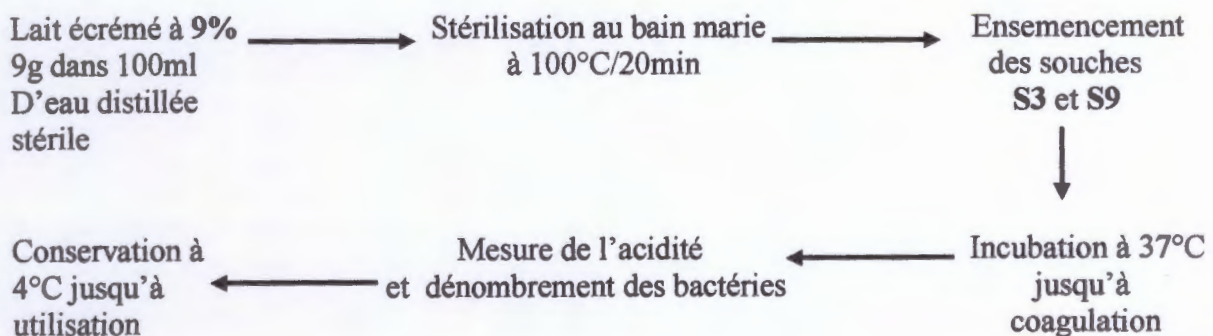 Lait écrémé à 9%
9g dans 100ml
D’eau distillée
stérile
Stérilisation au bain marie
à 100°C/20min
Ensemencement
des souches
S3 et S9
Incubation à 37°C
jusqu’à
coagulation
Mesure de l’acidité
et dénombrement des bactéries
Conservation à
4°C jusqu’à
utilisation